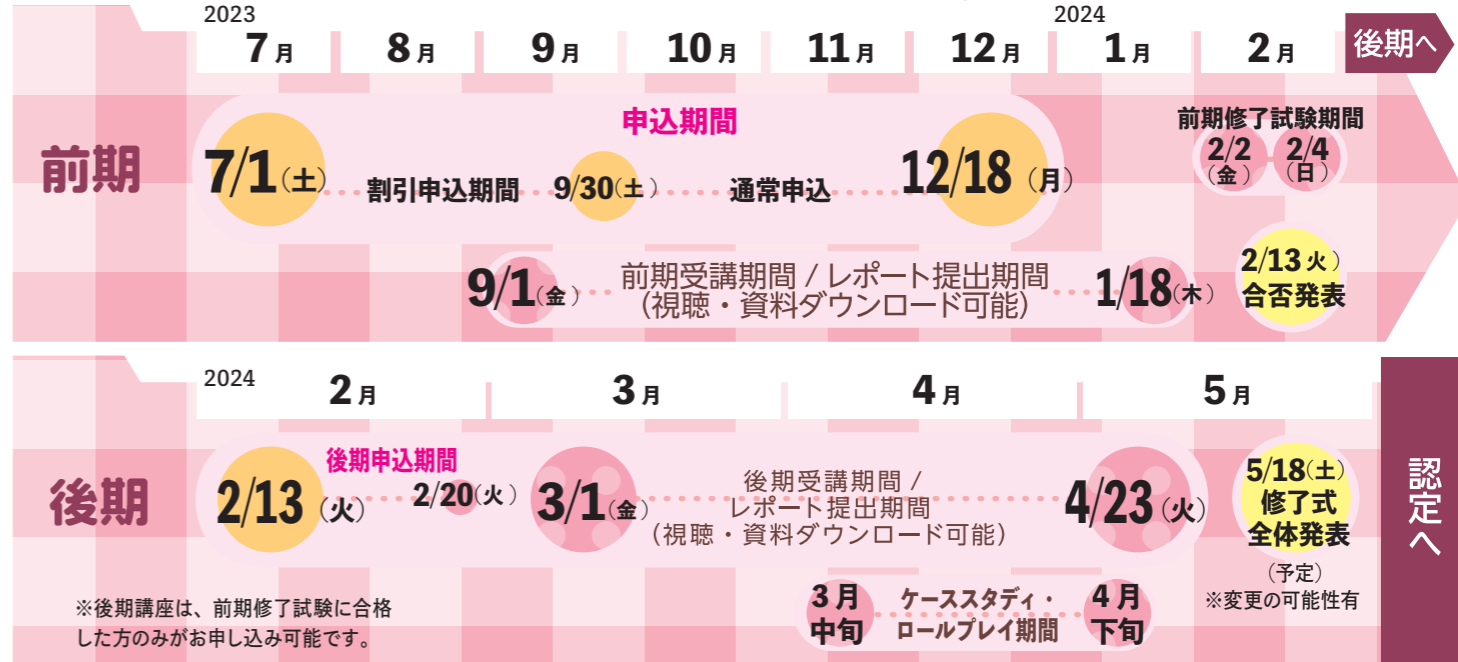 2023
2024
7月
8月
9月
10月
11月
12月
1月
2月
後期へ
前期
申込期間
7/1(土)
割引申込期間
9/30(土)
通常申込
12/18(月)
前期修了試験期間
2/2(金)
2/4(日)
9/1(金)
前期受講期間 / レポート提出期間
(視聴・資料ダウンロード可能)
1/18(木)
2/13 火)
合否発表
2024
2月
3月
4月
5月
後期
後期申込期間
2/13(火)
2/20(火)
3/1(金)
後期受講期間 /
レポート提出期間
(視聴・資料ダウンロード可能)
4/23(火)
5/18(土)
修了式
全体発表
(予定)
※変更の可能性有
認定へ
3月
中旬
ケーススタディ・
ロールプレイ期間
4月
下旬
※後期講座は、前期修了試験に合格
した方のみがお申し込み可能です。